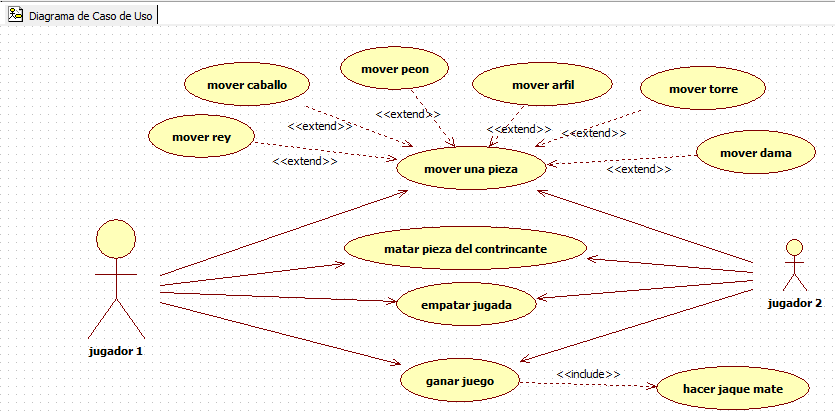 Diagrama de Caso de Uso
mover peon
mover caballo
mover arfil
mover torre
<<extend>>
<<extend>>
<<extend>>
<<extend>>
mover rey
mover dama
<<extend>>
<<extend>>
mover una pieza
matar pieza del contrincante
empatar jugada
jugador 1
jugador 2
ganar juego
<<include>>
hacer jaque mate